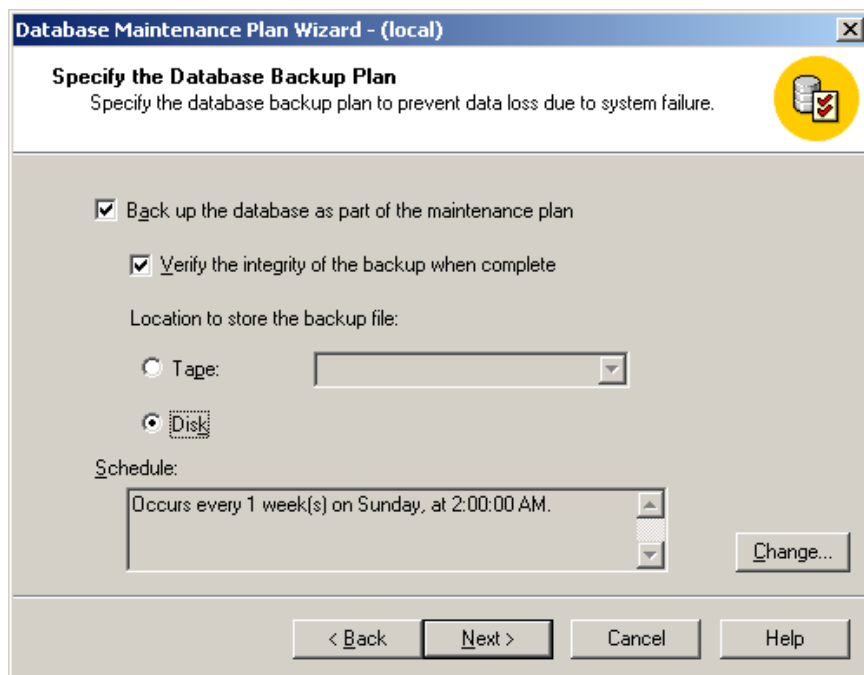 Database Maintenance Plan Wizard - (local)
Specify the Database Backup Plan
Specify the database backup plan to prevent data loss due to system failure.
Back up the database as part of the maintenance plan
Verify the integrity of the backup when complete
Location to store the backup file:
Tape:
Disk
Schedule:
Occurs every 1 week(s) on Sunday, at 2:00:00 AM.
Change...
< Back Next > Cancel Help